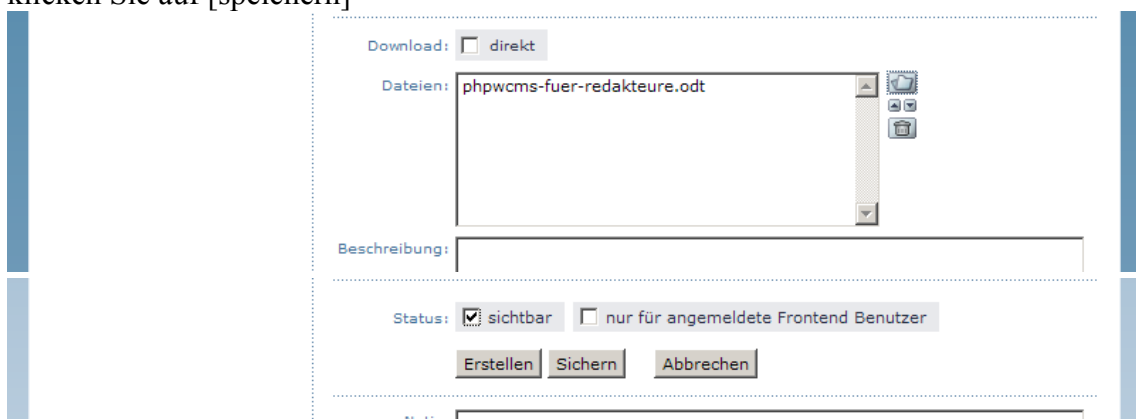 klicken Sie auf [speichern]
Download: direkt
Dateien: phpwcms-fuer-redakteure.odt
Beschreibung:
Status: sichtbar nur für angemeldete Frontend Benutzer
Erstellen Sichern Abbrechen